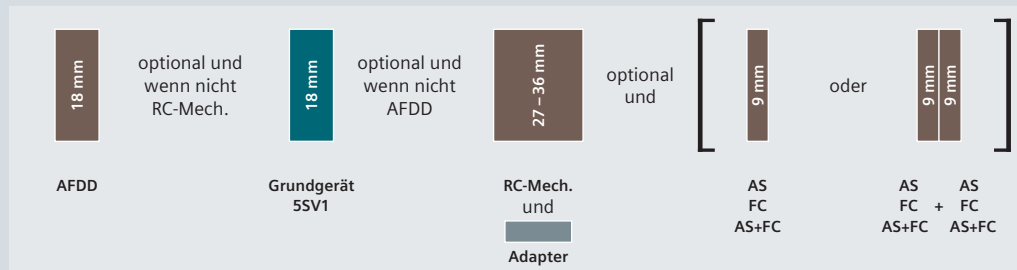 18 mm
optional und
wenn nicht
RC-Mech.
18 mm
optional und
wenn nicht
AFDD
27 – 36 mm
optional
und
9 mm
oder
9 mm
9 mm
AFDD
Grundgerät
5SV1
RC-Mech.
und
Adapter
AS
FC
AS+FC
AS AS
FC + FC
AS+FC AS+FC